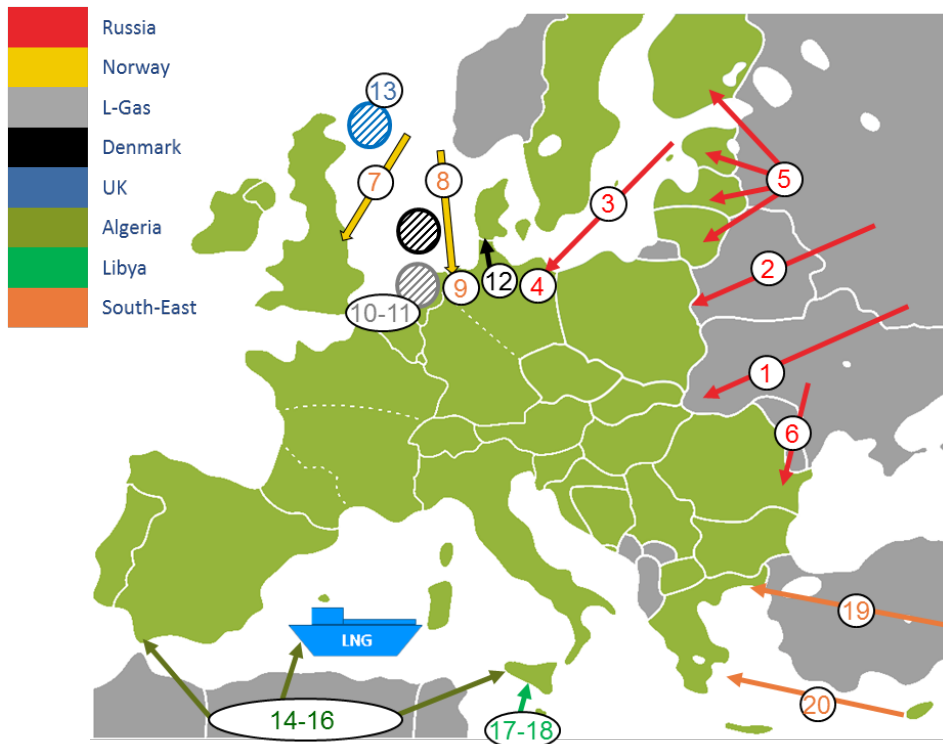 Russia
Norway
L-Gas
Denmark
UK
Algeria
Libya
South-East
13
7
8
5
3
2
12
4
9
10-11
1
6
LNG
19
14-16
17-18
20